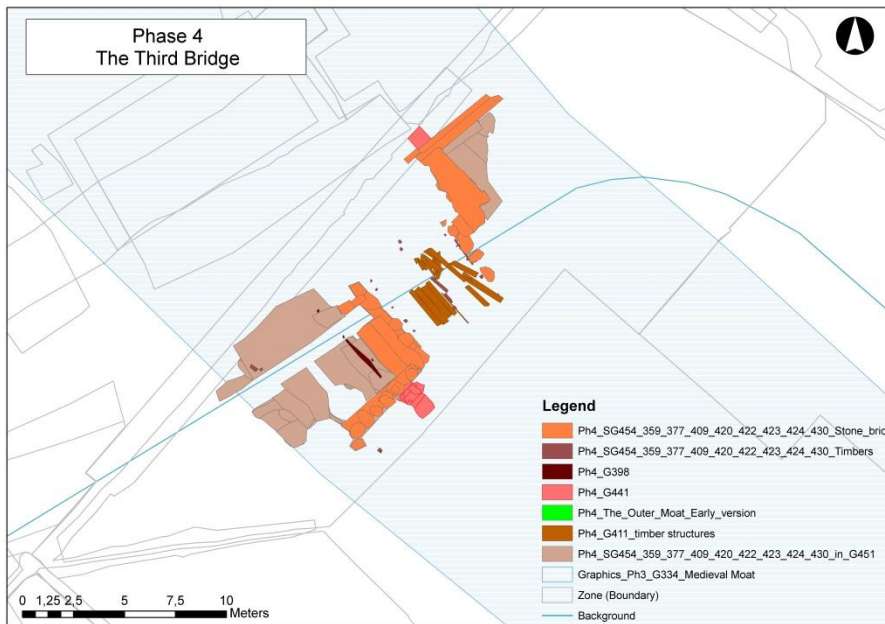 Phase 4
The Third Bridge
Legend
Ph4_SG454_359_377_409_420_422_423_424_430_Stone_brid
Ph4_SG454_359_377_409_420_422_423_424_430_Timbers
Ph4_G398
Ph4_G441
Ph4_The_Outer_Moat_Early_version
Ph4_G411_timber structures
Ph4_SG454_359_377_409_420_422_423_424_430_in_G451
Graphics_Ph3_G334_Medieval Moat
Zone (Boundary)
Background
0 1,25 2,5 5 7,5 10
Meters